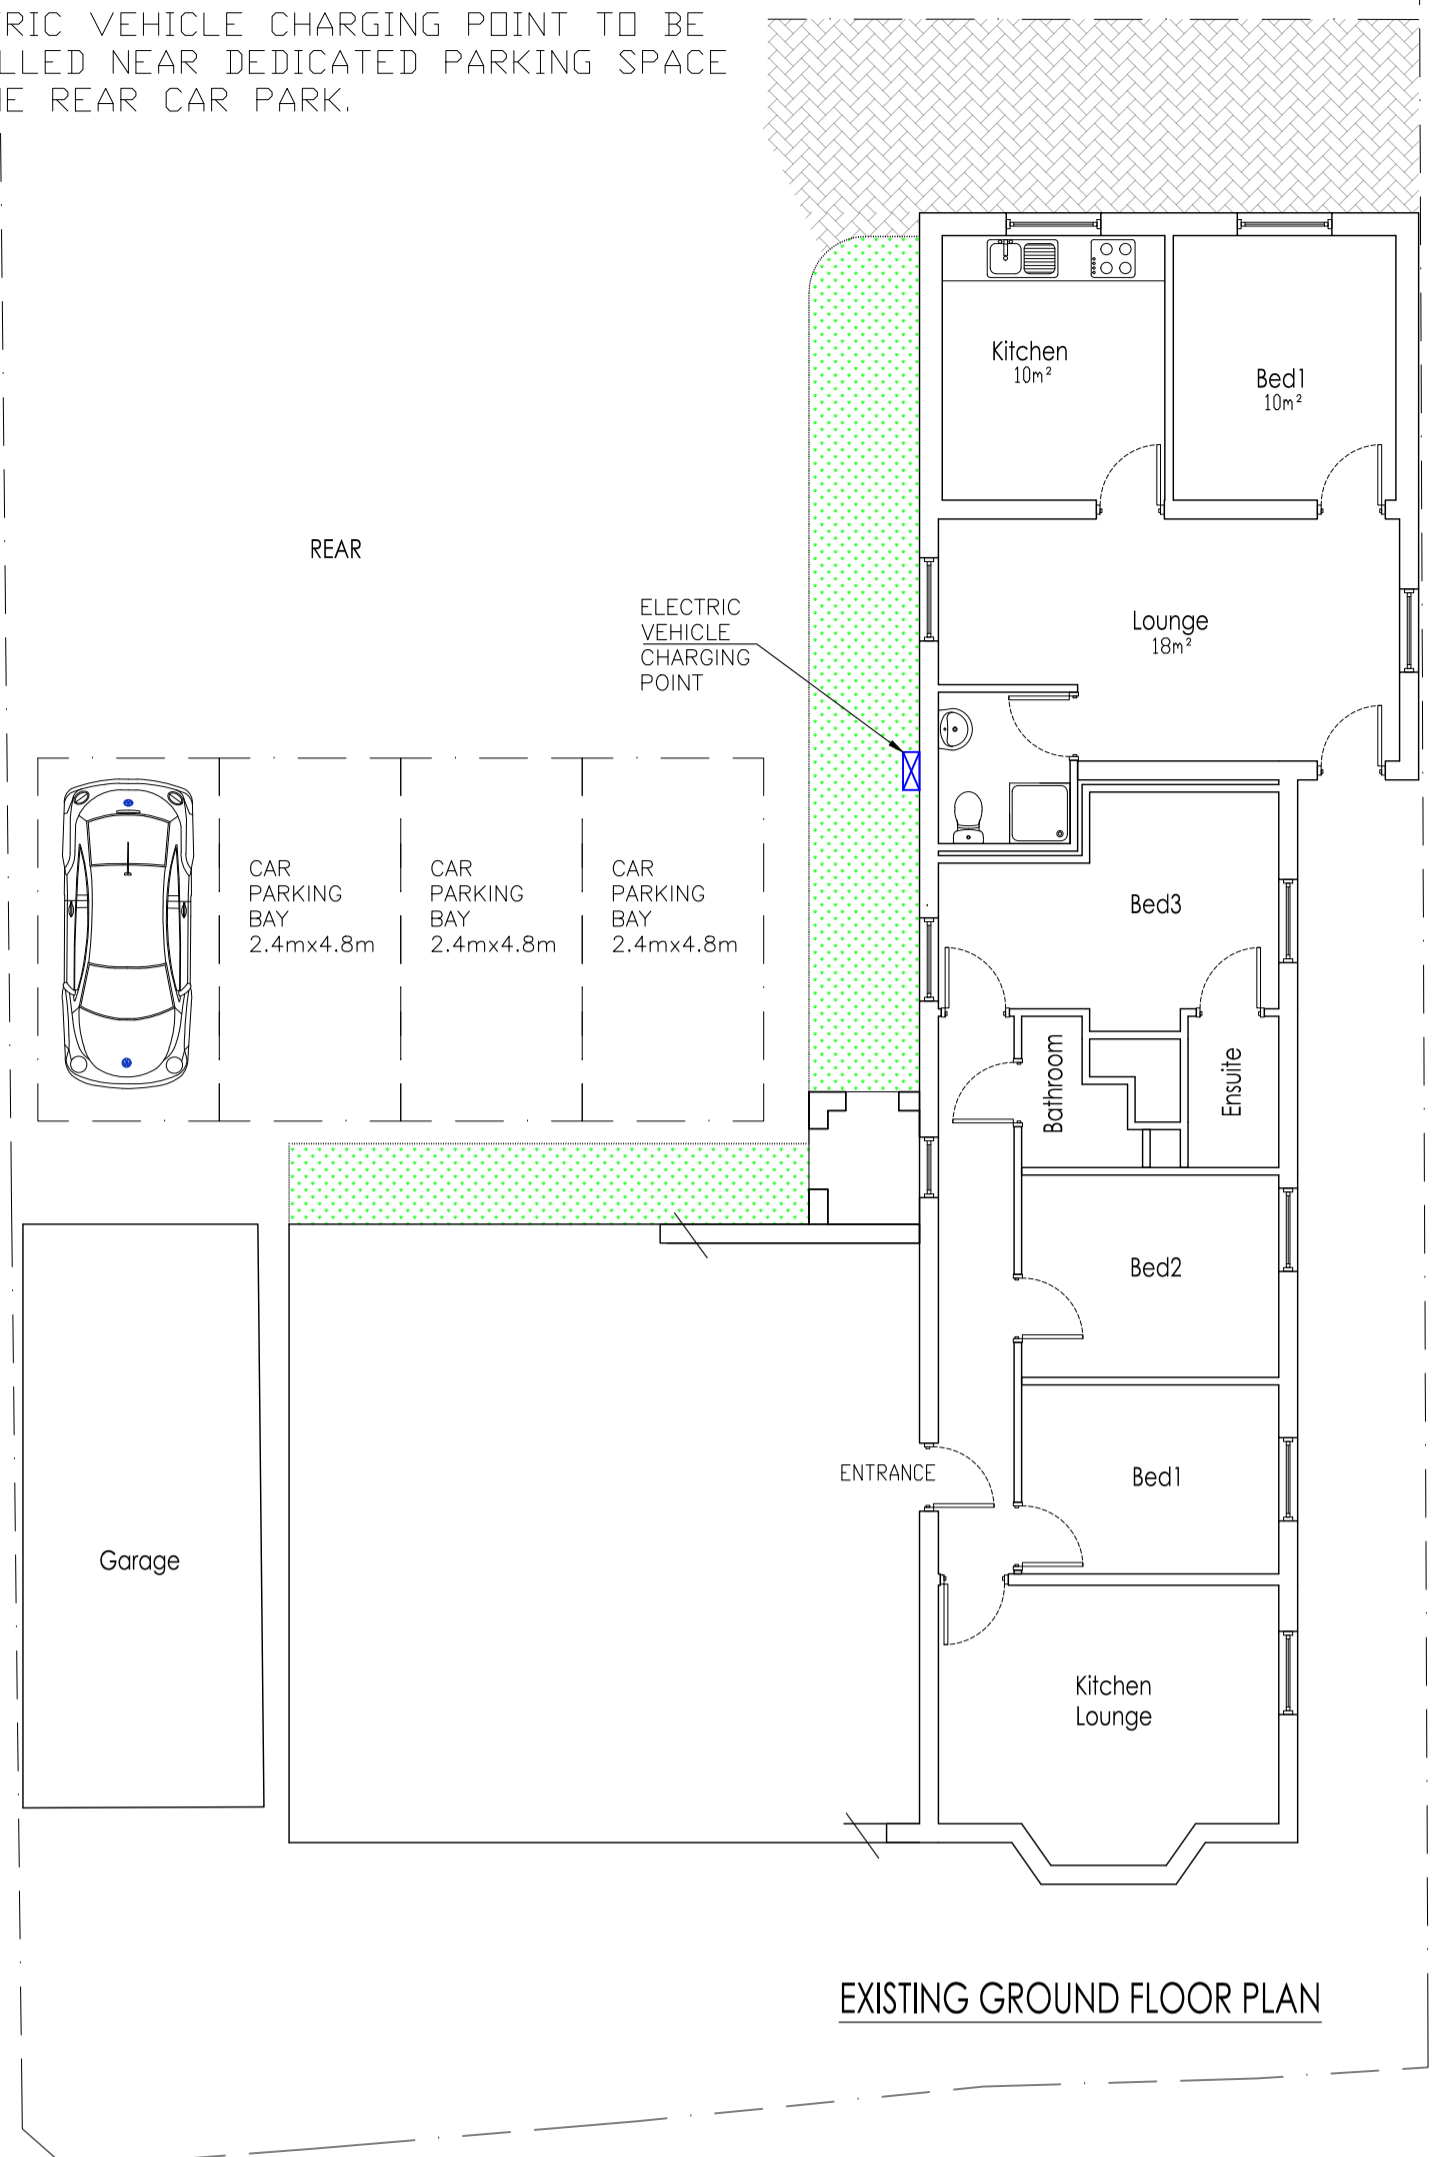 RIC VEHICLE CHARGING POINT TO BE
LLED NEAR DEDICATED PARKING SPACE
E REAR CAR PARK.
Kitchen
10m²
Bed1
10m²
REAR
ELECTRIC
VEHICLE
CHARGING
POINT
Lounge
18m²
CAR
PARKING
BAY
2.4mx4.8m
CAR
PARKING
BAY
2.4mx4.8m
CAR
PARKING
BAY
2.4mx4.8m
Bed3
Bathroom
Ensuite
Bed2
ENTRANCE
Bed1
Garage
Kitchen
Lounge
EXISTING GROUND FLOOR PLAN